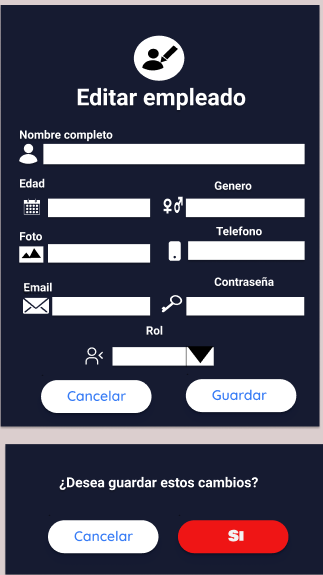 Editar empleado
Nombre completo
Edad
Genero
Foto
Telefono
Email
Contraseña
Rol
Cancelar
Guardar
¿Desea guardar estos cambios?
Cancelar
SI